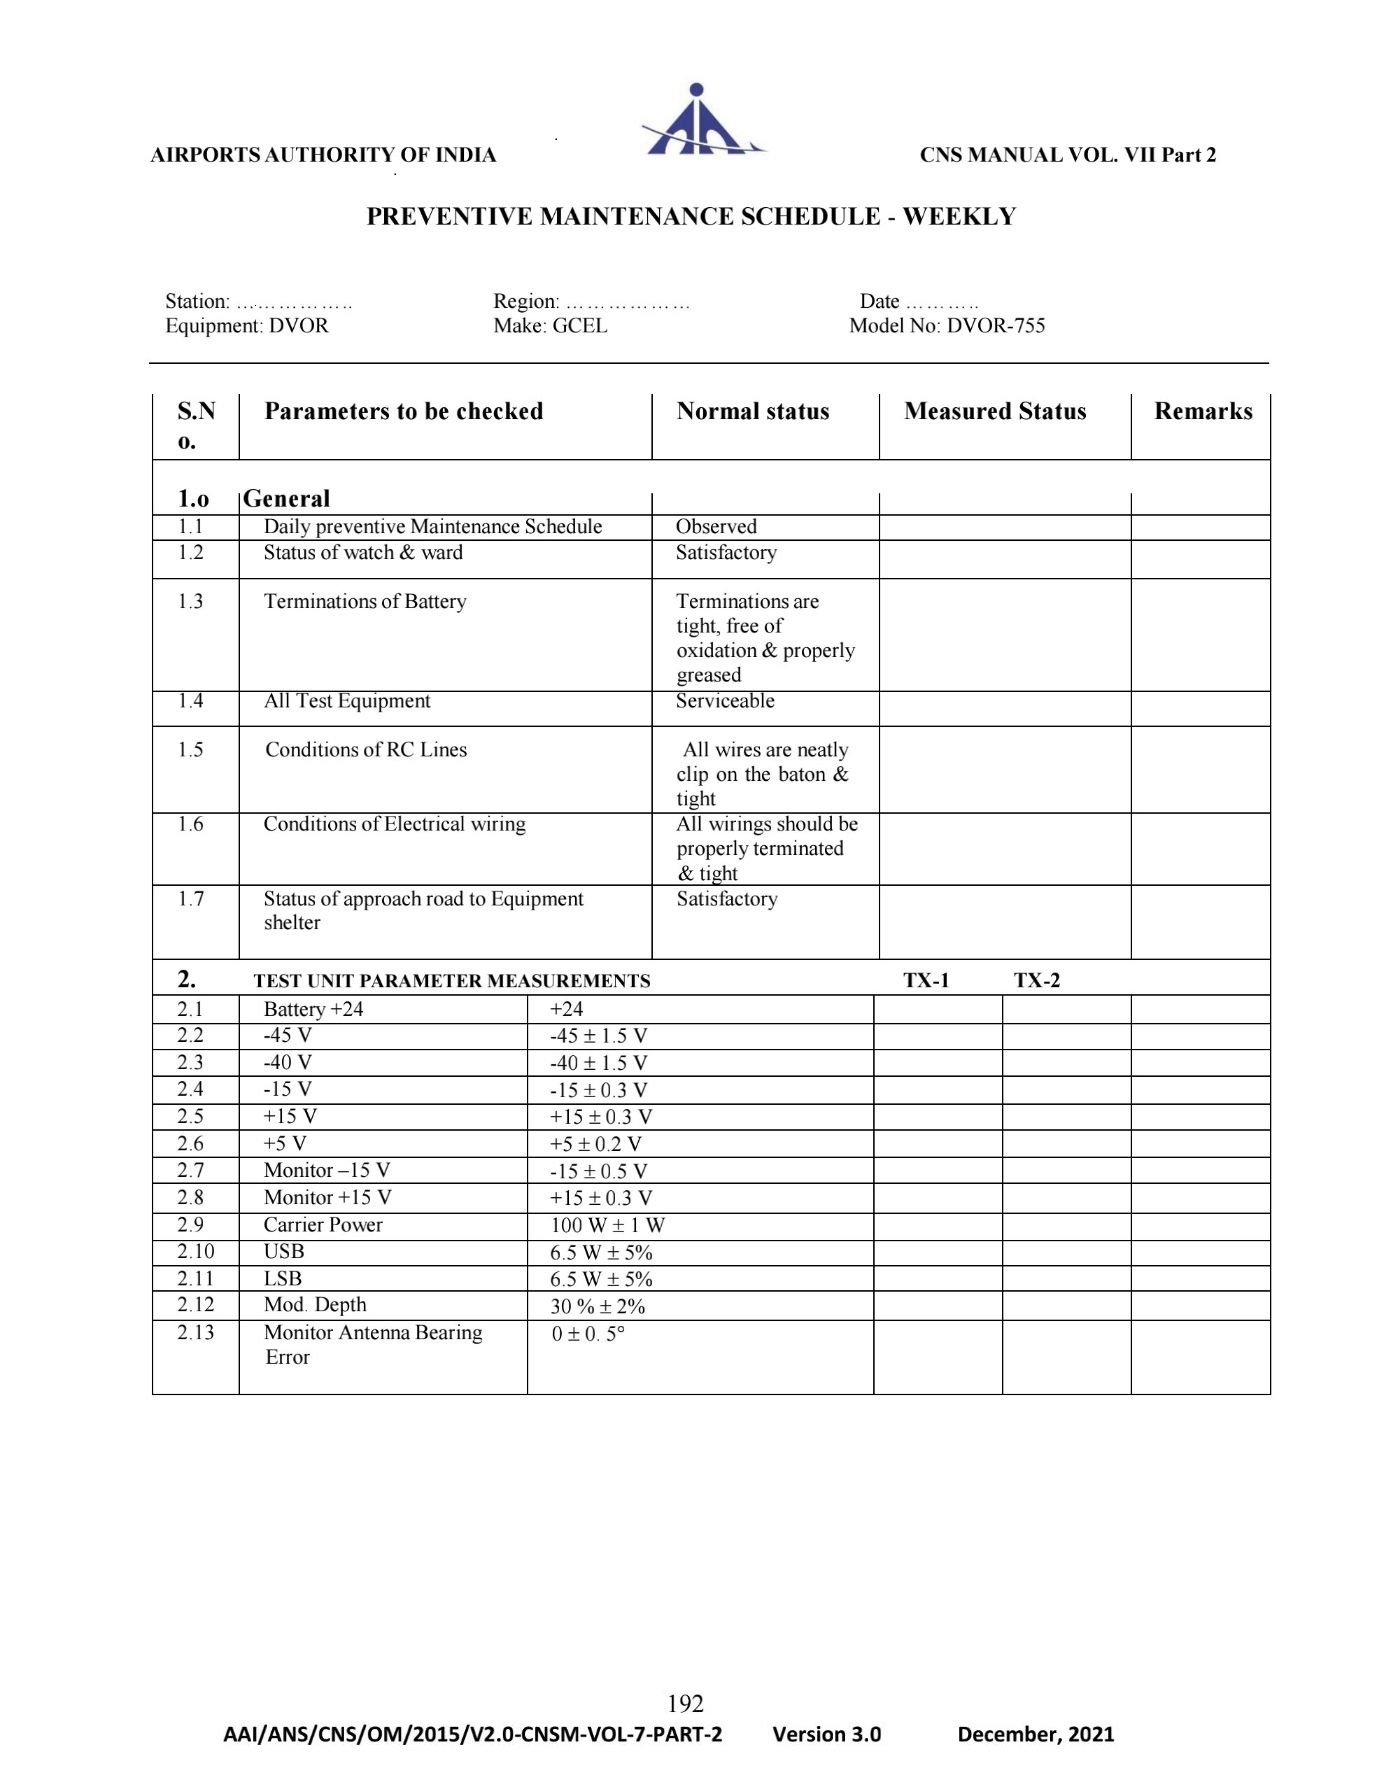 AIRPORTS AUTHORITY OF INDIA CNS MANUAL VOL. VII Part 2
PREVENTIVE MAINTENANCE SCHEDULE - WEEKLY
Station: ................ Region: .................. Date ..........
Equipment: DVOR Make: GCEL Model No: DVOR-755
S.N Parameters to be checked Normal status Measured Status Remarks
o.
1.o General
1.1 Daily preventive Maintenance Schedule Observed
1.2 Status of watch & ward Satisfactory
1.3 Terminations of Battery Terminations are
tight, free of
oxidation & properly
greased
1.4 All Test Equipment Serviceable
1.5 Conditions of RC Lines All wires are neatly
clip on the baton &
tight
1.6 Conditions of Electrical wiring All wirings should be
properly terminated
& tight
1.7 Status of approach road to Equipment Satisfactory
shelter
2. TEST UNIT PARAMETER MEASUREMENTS TX-1 TX-2
2.1 Battery +24 +24
2.2 -45 V -45 ± 1.5 V
2.3 -40 V -40 ± 1.5 V
2.4 -15 V -15 ± 0.3 V
2.5 +15 V +15 ± 0.3 V
2.6 +5 V +5 ± 0.2 V
2.7 Monitor –15 V -15 ± 0.5 V
2.8 Monitor +15 V +15 ± 0.3 V
2.9 Carrier Power 100 W ± 1 W
2.10 USB 6.5 W ± 5%
2.11 LSB 6.5 W ± 5%
2.12 Mod. Depth 30 % ± 2%
2.13 Monitor Antenna Bearing 0 ± 0. 5°
Error
192
AAI/ANS/CNS/OM/2015/V2.0-CNSM-VOL-7-PART-2 Version 3.0 December, 2021